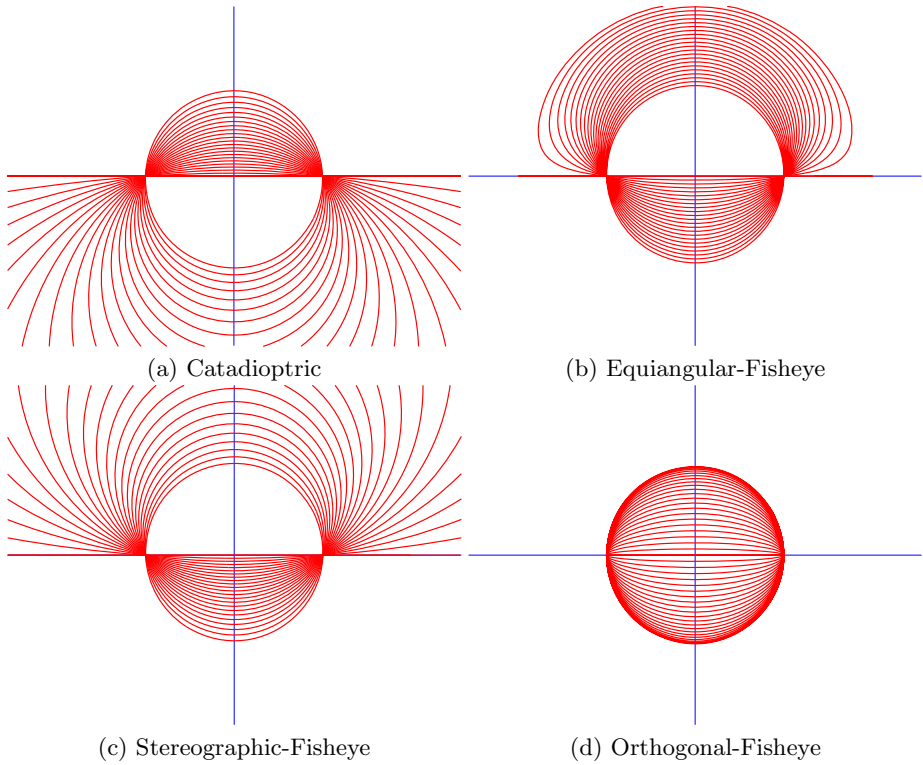 (a) Catadioptric
(b) Equiangular-Fisheye
(c) Stereographic-Fisheye
(d) Orthogonal-Fisheye